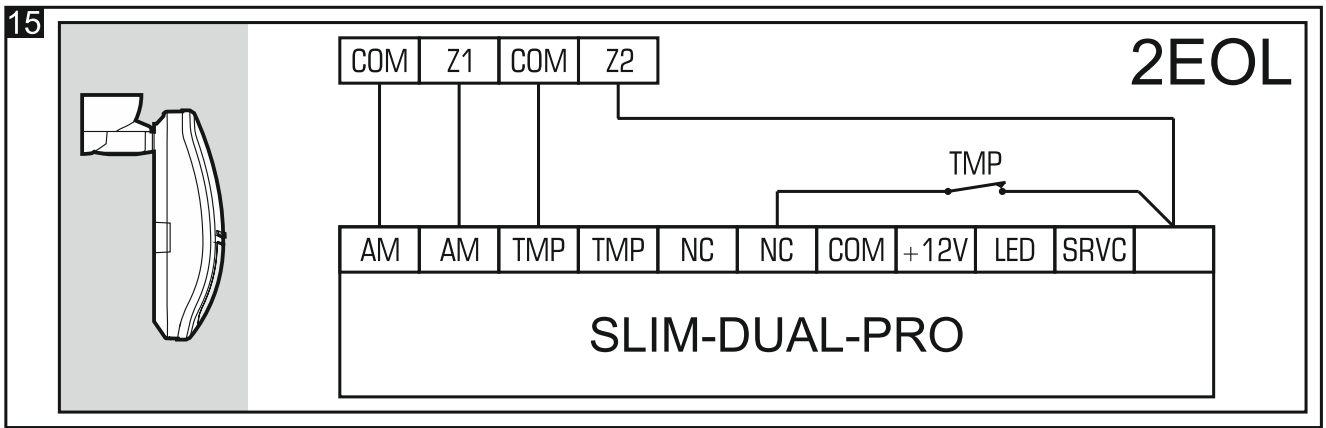 15
COM Z1 COM Z2
2EOL
TMP
AM AM TMP TMP NC NC COM +12V LED SRVC
SLIM-DUAL-PRO